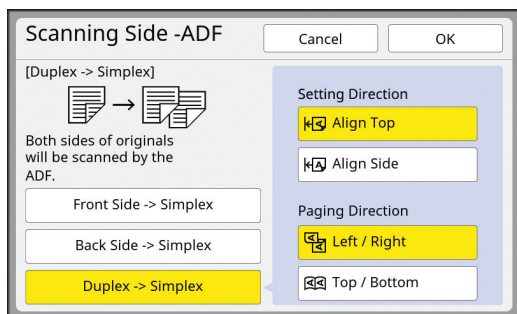 Scanning Side -ADF
Cancel
OK
[Duplex -> Simplex]
Both sides of originals
will be scanned by the
ADF.
Front Side -> Simplex
Back Side -> Simplex
Duplex -> Simplex
Setting Direction
Align Top
Align Side
Paging Direction
Left / Right
Top / Bottom